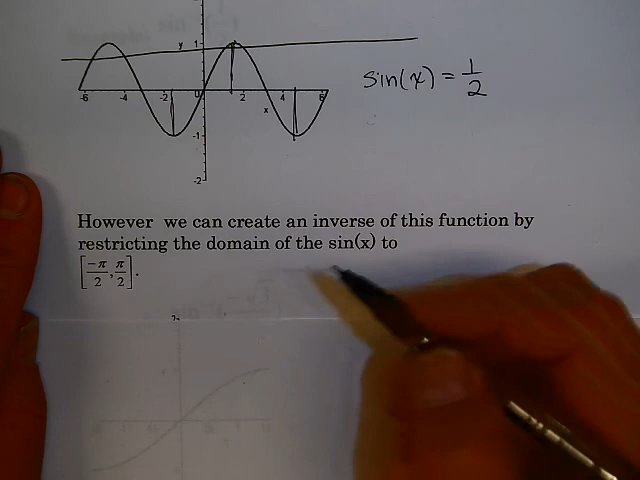 y 1
sin(x) = 1/2
-6 -4 -2 0 2 4 6
x
-1
-2
However we can create an inverse of this function by
restricting the domain of the sin(x) to
[-π/2, π/2].